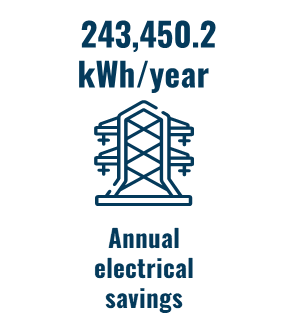 243,450.2
kWh/year
Annual
electrical
savings